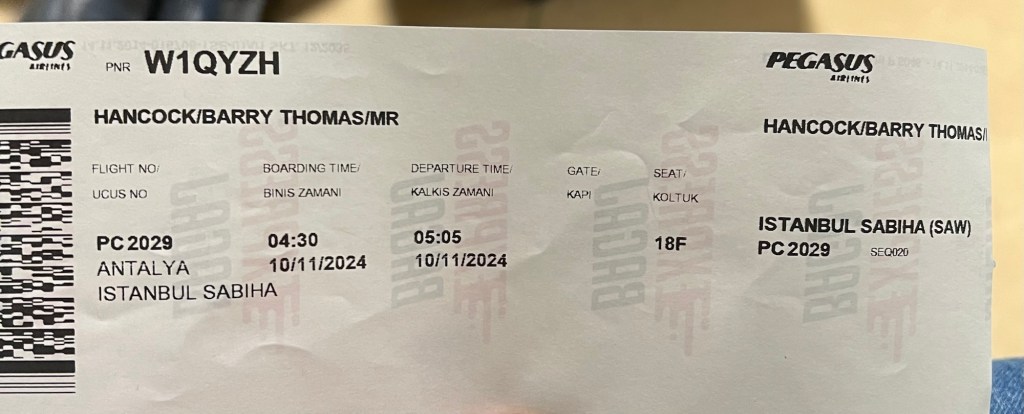 GASUS
AIRLINES
PNR W1QYZH
HANCOCK/BARRY THOMAS/MR
FLIGHT NO/ BOARDING TIME/ DEPARTURE TIME/ GATE/ SEAT/
UCUS NO BINIS ZAMANI KALKIS ZAMANI KAPI KOLTUK
PC 2029 04:30 05:05 18F
ANTALYA 10/11/2024 10/11/2024
ISTANBUL SABIHA
PEGASUS
AIRLINES
HANCOCK/BARRY THOMAS/
ISTANBUL SABIHA (SAW)
PC 2029 SEQ020